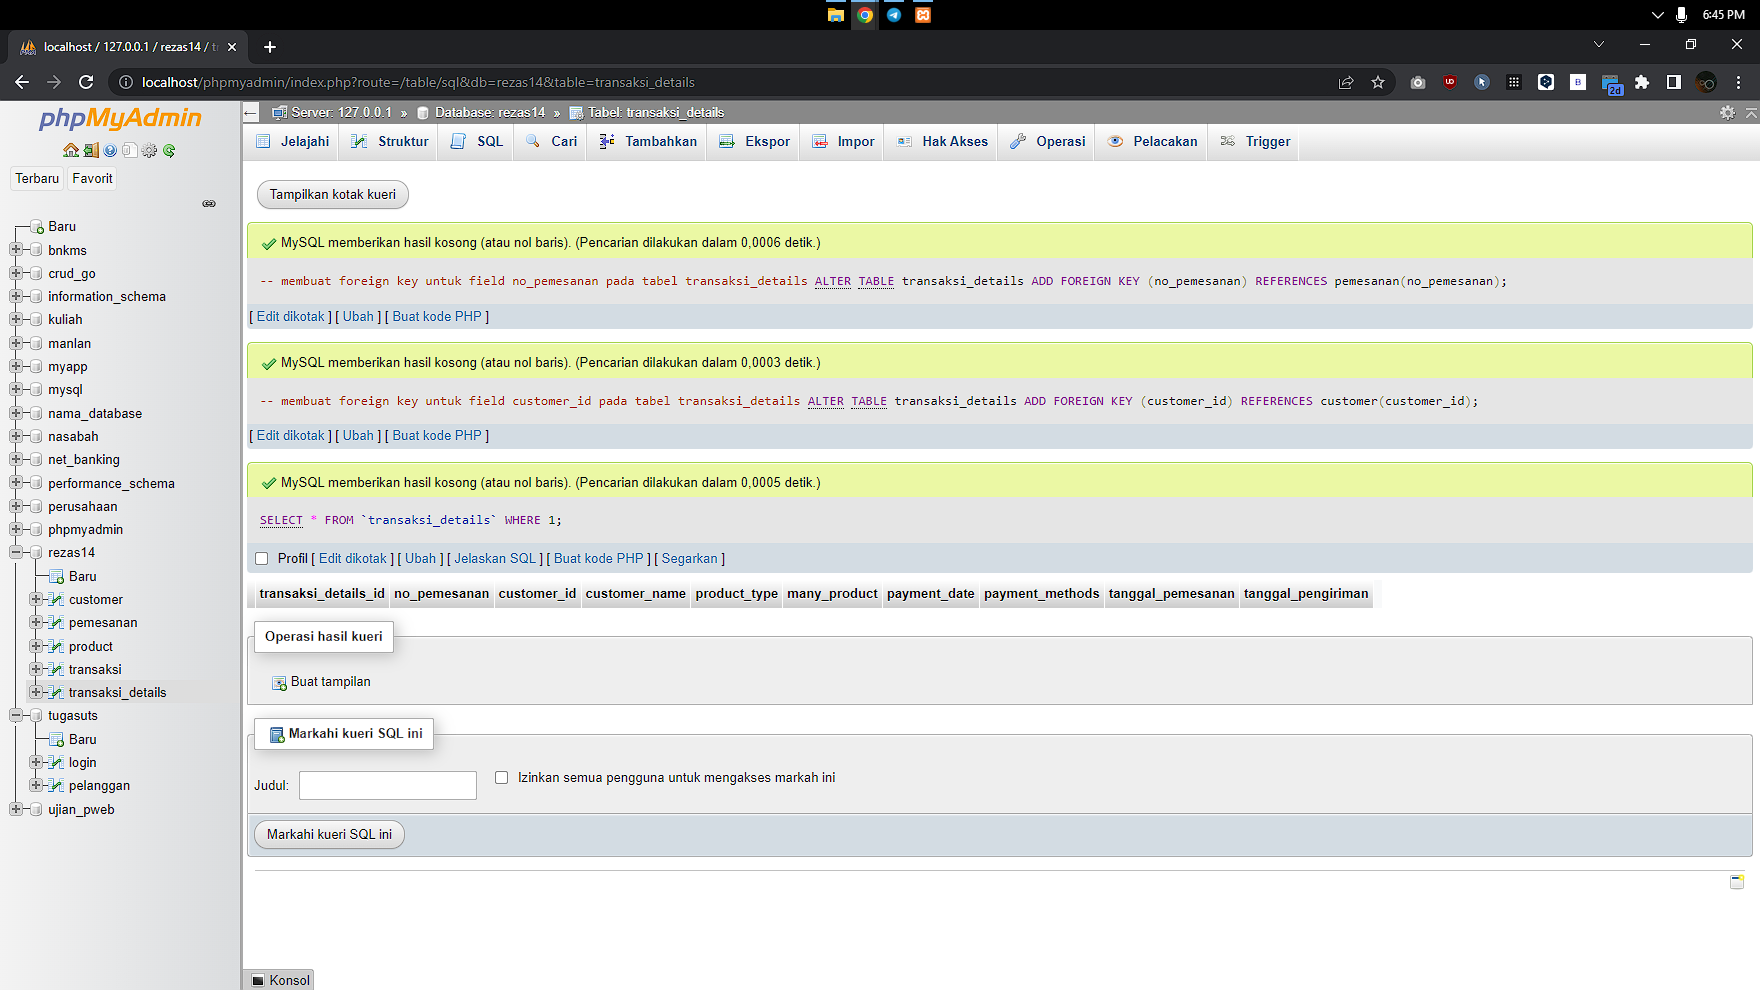 6:45 PM
localhost / 127.0.0.1 / rezas14 / t
localhost/phpmyadmin/index.php?route=/table/sql&db=rezas14&table=transaksi_details
2d
phpMyAdmin
Terbaru
Favorit
Baru
bnkms
crud_go
information_schema
kuliah
manlan
myapp
mysql
nama_database
nasabah
net_banking
performance_schema
perusahaan
phpmyadmin
rezas14
Baru
customer
pemesanan
product
transaksi
transaksi_details
tugasuts
Baru
login
pelanggan
ujian_pweb
Server: 127.0.0.1 » Database: rezas14 » Tabel: transaksi_details
Jelajahi Struktur SQL Cari Tambahkan Ekspor Impor Hak Akses Operasi Pelacakan Trigger
Tampilkan kotak kueri
MySQL memberikan hasil kosong (atau nol baris). (Pencarian dilakukan dalam 0,0006 detik.)
-- membuat foreign key untuk field no_pemesanan pada tabel transaksi_details ALTER TABLE transaksi_details ADD FOREIGN KEY (no_pemesanan) REFERENCES pemesanan(no_pemesanan);
[ Edit dikotak ] [ Ubah ] [ Buat kode PHP ]
MySQL memberikan hasil kosong (atau nol baris). (Pencarian dilakukan dalam 0,0003 detik.)
-- membuat foreign key untuk field customer_id pada tabel transaksi_details ALTER TABLE transaksi_details ADD FOREIGN KEY (customer_id) REFERENCES customer(customer_id);
[ Edit dikotak ] [ Ubah ] [ Buat kode PHP ]
MySQL memberikan hasil kosong (atau nol baris). (Pencarian dilakukan dalam 0,0005 detik.)
SELECT * FROM `transaksi_details` WHERE 1;
Profil [ Edit dikotak ] [ Ubah ] [ Jelaskan SQL ] [ Buat kode PHP ] [ Segarkan ]
transaksi_details_id no_pemesanan customer_id customer_name product_type many_product payment_date payment_methods tanggal_pemesanan tanggal_pengiriman
Operasi hasil kueri
Buat tampilan
Markahi kueri SQL ini
Judul:
Izinkan semua pengguna untuk mengakses markah ini
Markahi kueri SQL ini
Konsol